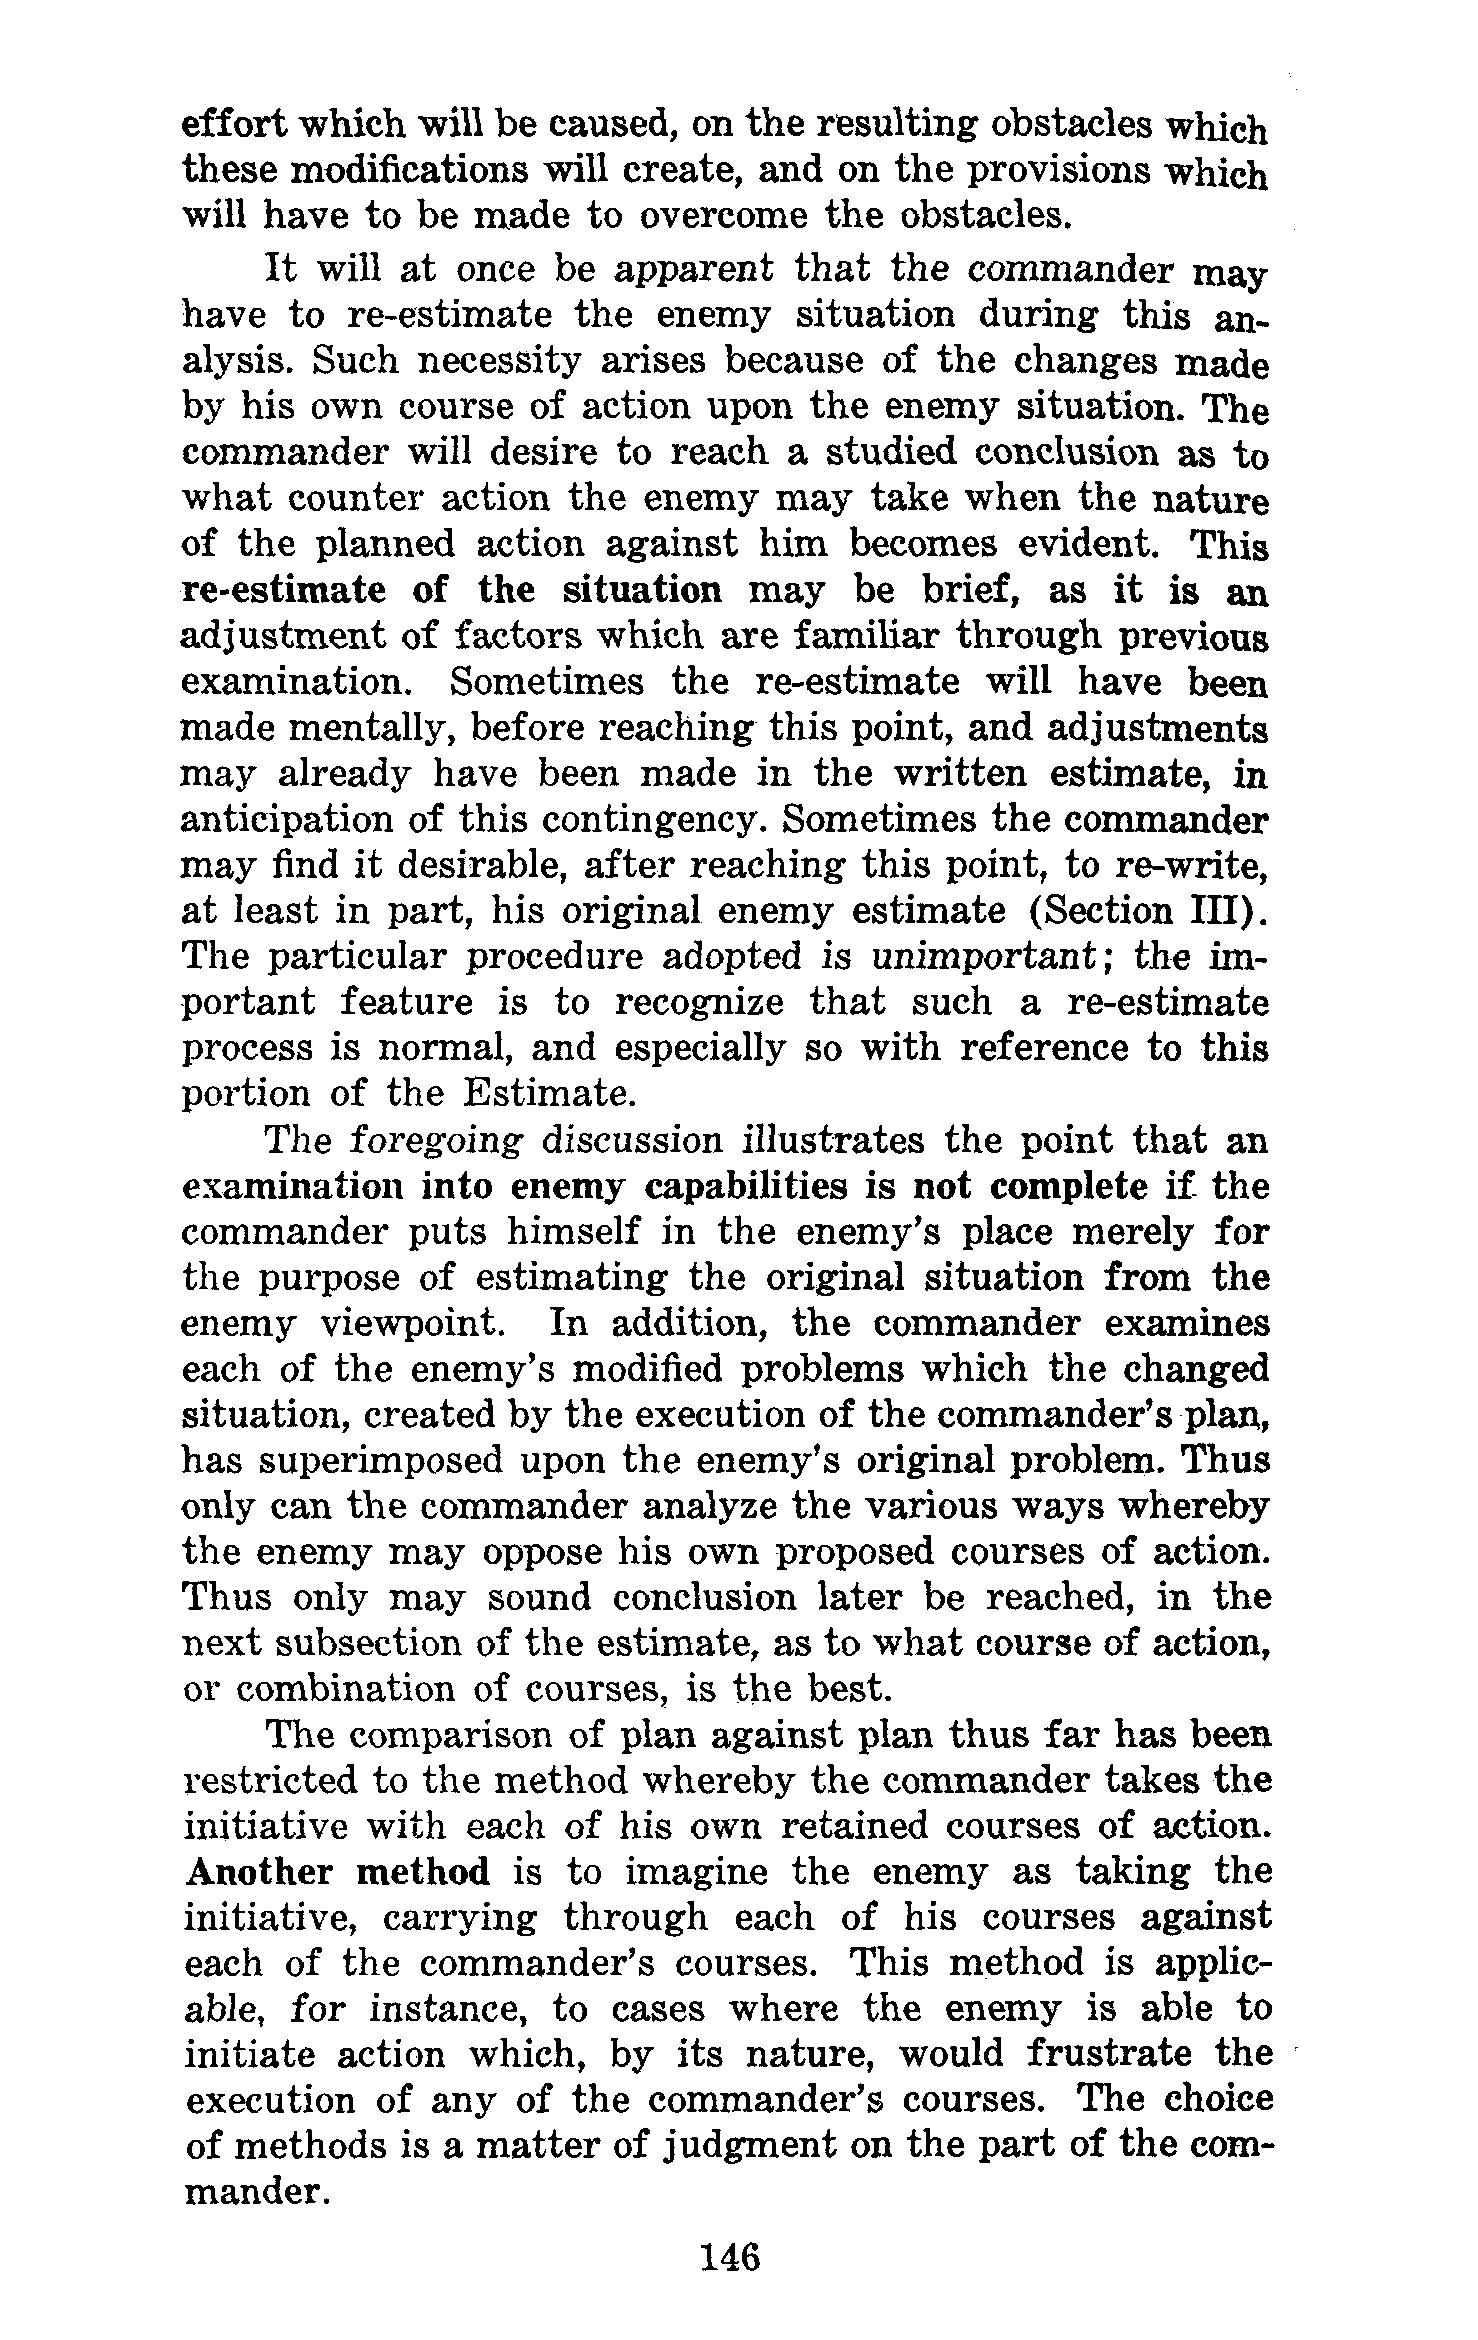 effort which will be caused, on the resulting obstacles which
these modifications will create, and on the provisions which
will have to be made to overcome the obstacles.
It will at once be apparent that the commander may
have to re-estimate the enemy situation during this an-
alysis. Such necessity arises because of the changes made
by his own course of action upon the enemy situation. The
commander will desire to reach a studied conclusion as to
what counter action the enemy may take when the nature
of the planned action against him becomes evident. This
re-estimate of the situation may be brief, as it is an
adjustment of factors which are familiar through previous
examination. Sometimes the re-estimate will have been
made mentally, before reaching this point, and adjustments
may already have been made in the written estimate, in
anticipation of this contingency. Sometimes the commander
may find it desirable, after reaching this point, to re-write,
at least in part, his original enemy estimate (Section III).
The particular procedure adopted is unimportant; the im-
portant feature is to recognize that such a re-estimate
process is normal, and especially so with reference to this
portion of the Estimate.
The foregoing discussion illustrates the point that an
examination into enemy capabilities is not complete if the
commander puts himself in the enemy's place merely for
the purpose of estimating the original situation from the
enemy viewpoint. In addition, the commander examines
each of the enemy's modified problems which the changed
situation, created by the execution of the commander's plan,
has superimposed upon the enemy's original problem. Thus
only can the commander analyze the various ways whereby
the enemy may oppose his own proposed courses of action.
Thus only may sound conclusion later be reached, in the
next subsection of the estimate, as to what course of action,
or combination of courses, is the best.
The comparison of plan against plan thus far has been
restricted to the method whereby the commander takes the
initiative with each of his own retained courses of action.
Another method is to imagine the enemy as taking the
initiative, carrying through each of his courses against
each of the commander's courses. This method is applic-
able, for instance, to cases where the enemy is able to
initiate action which, by its nature, would frustrate the
execution of any of the commander's courses. The choice
of methods is a matter of judgment on the part of the com-
mander.
146